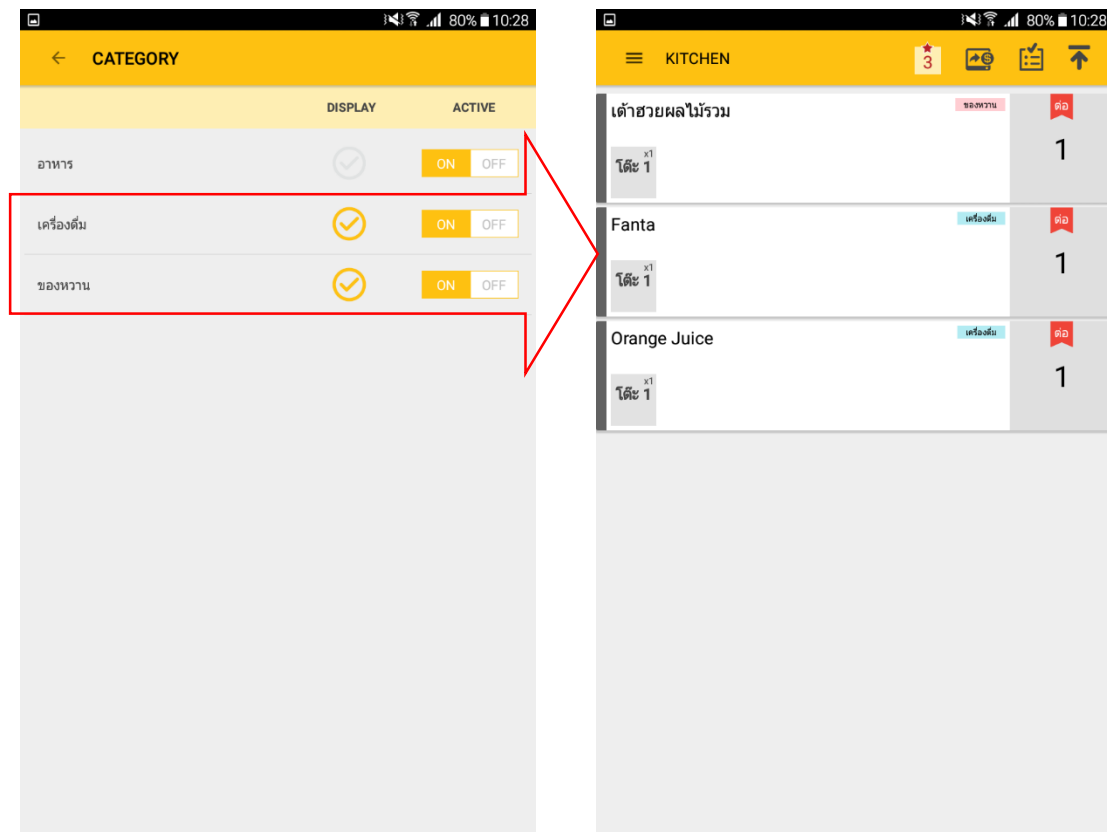 80% 10:28
CATEGORY
DISPLAY ACTIVE
อาหาร ON OFF
เครื่องดื่ม ON OFF
ของหวาน ON OFF
80% 10:28
KITCHEN 3
เต้าฮวยผลไม้รวม ของหวาน ต่อ
x1 1
โต๊ะ 1
Fanta เครื่องดื่ม ต่อ
x1 1
โต๊ะ 1
Orange Juice เครื่องดื่ม ต่อ
x1 1
โต๊ะ 1